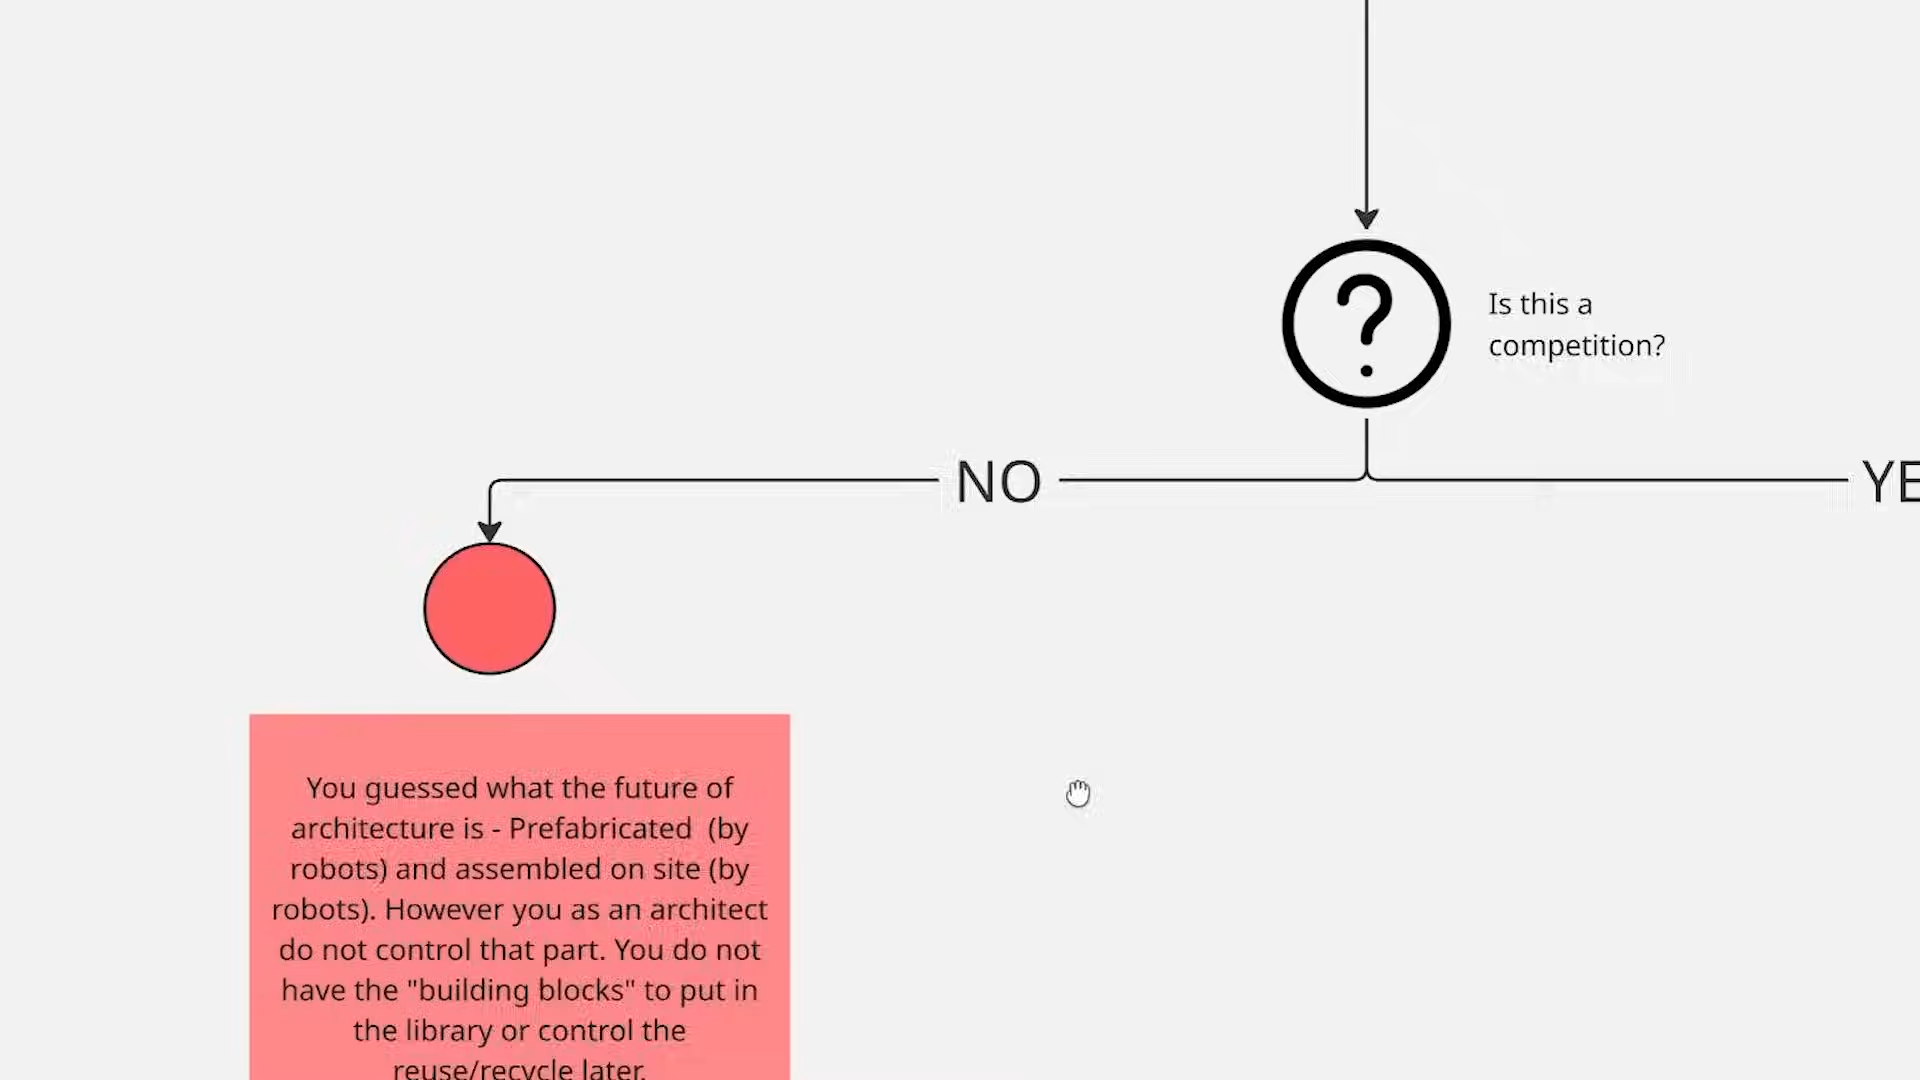 Is this a
competition?
NO
YE
You guessed what the future of
architecture is - Prefabricated (by
robots) and assembled on site (by
robots). However you as an architect
do not control that part. You do not
have the "building blocks" to put in
the library or control the
reuse/recycle later.